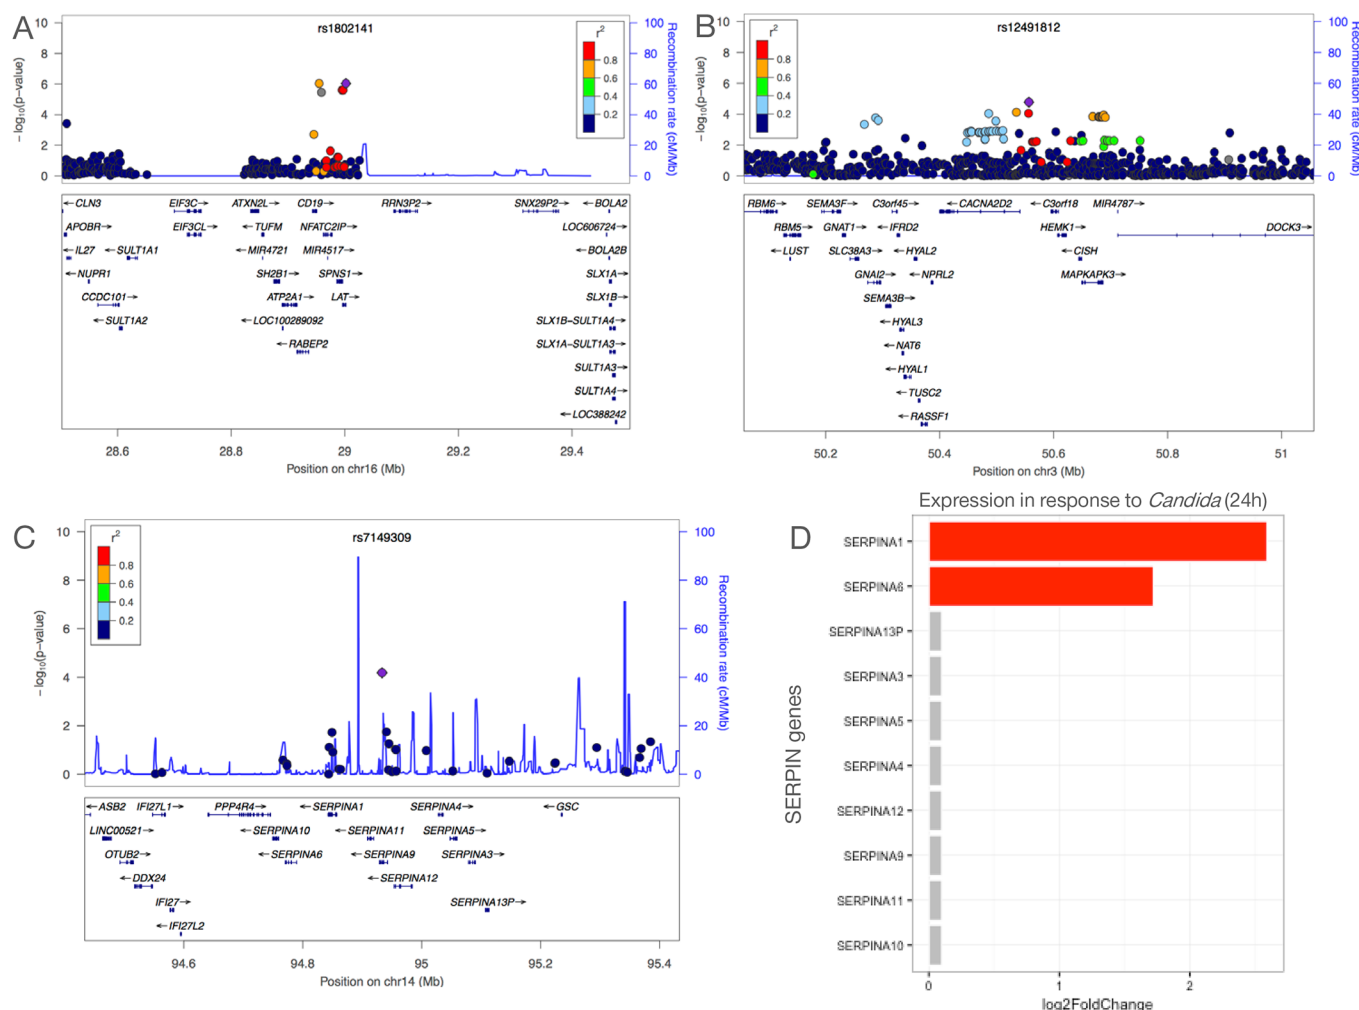 A
rs1802141
r2
0.8
0.6
0.4
0.2
10
8
6
4
2
0
− log10(p−value)
100
80
60
40
20
0
Recombination rate (cM/Mb)
←CLN3
EIF3C→
ATXN2L→
CD19→
RRN3P2→
SNX29P2→
←BOLA2
APOBR→
EIF3CL→
←TUFM
NFATC2IP→
LOC606724→
←IL27
←SULT1A1
←MIR4721
MIR4517→
←BOLA2B
←NUPR1
SH2B1→
SPNS1→
SLX1A→
CCDC101→
ATP2A1→
LAT→
SLX1B→
←SULT1A2
←LOC100289092
SLX1B−SULT1A4→
←RABEP2
SLX1A−SULT1A3→
SULT1A3→
SULT1A4→
←LOC388242
28.6
28.8
29
29.2
29.4
Position on chr16 (Mb)
B
rs12491812
r2
0.8
0.6
0.4
0.2
10
8
6
4
2
0
− log10(p−value)
100
80
60
40
20
0
Recombination rate (cM/Mb)
RBM6→
SEMA3F→
C3orf45→
←CACNA2D2
←C3orf18
MIR4787→
RBM5→
GNAT1→
←IFRD2
HEMK1→
DOCK3→
←LUST
SLC38A3→
←HYAL2
←CISH
GNAI2→
←NPRL2
MAPKAPK3→
SEMA3B→
←HYAL3
←NAT6
←HYAL1
←TUSC2
←RASSF1
50.2
50.4
50.6
50.8
51
Position on chr3 (Mb)
C
rs7149309
r2
0.8
0.6
0.4
0.2
10
8
6
4
2
0
− log10(p−value)
100
80
60
40
20
0
Recombination rate (cM/Mb)
←ASB2
IFI27L1→
PPP4R4→
←SERPINA1
SERPINA4→
←GSC
LINC00521→
←SERPINA10
←SERPINA11
SERPINA5→
OTUB2→
←SERPINA6
←SERPINA9
SERPINA3→
←DDX24
←SERPINA12
IFI27→
SERPINA13P→
←IFI27L2
94.6
94.8
95
95.2
95.4
Position on chr14 (Mb)
D
Expression in response to Candida (24h)
SERPIN genes
SERPINA1
SERPINA6
SERPINA13P
SERPINA3
SERPINA5
SERPINA4
SERPINA12
SERPINA9
SERPINA11
SERPINA10
0
1
2
log2FoldChange